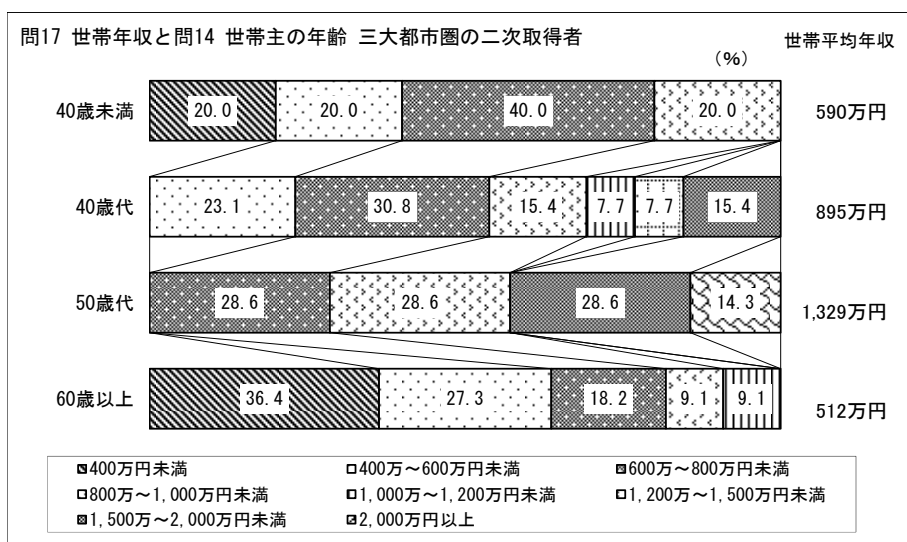 問17 世帯年収と問14 世帯主の年齢 三大都市圏の二次取得者
世帯平均年収
(%)
40歳未満 20.0 20.0 40.0 20.0 590万円
40歳代 23.1 30.8 15.4 7.7 7.7 15.4 895万円
50歳代 28.6 28.6 28.6 14.3 1,329万円
60歳以上 36.4 27.3 18.2 9.1 9.1 512万円
400万円未満 400万~600万円未満 600万~800万円未満
800万~1,000万円未満 1,000万~1,200万円未満 1,200万~1,500万円未満
1,500万~2,000万円未満 2,000万円以上